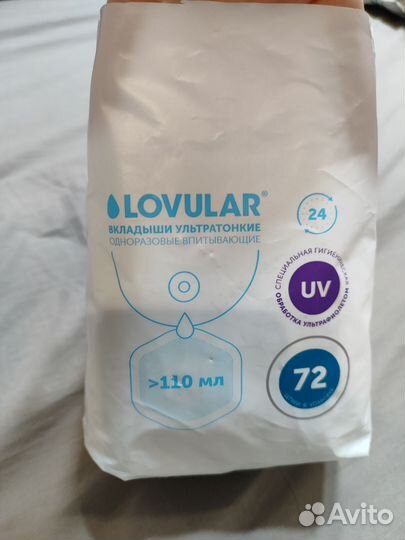 LOVULAR®
ВКЛАДЫШИ УЛЬТРАТОНКИЕ
ОДНОРАЗОВЫЕ ВПИТЫВАЮЩИЕ
24
СПЕЦИАЛЬНАЯ ГИГИЕНИЧЕСКАЯ
ОБРАБОТКА УЛЬТРАФИОЛЕТОМ
UV
>110 мл
72
Avito